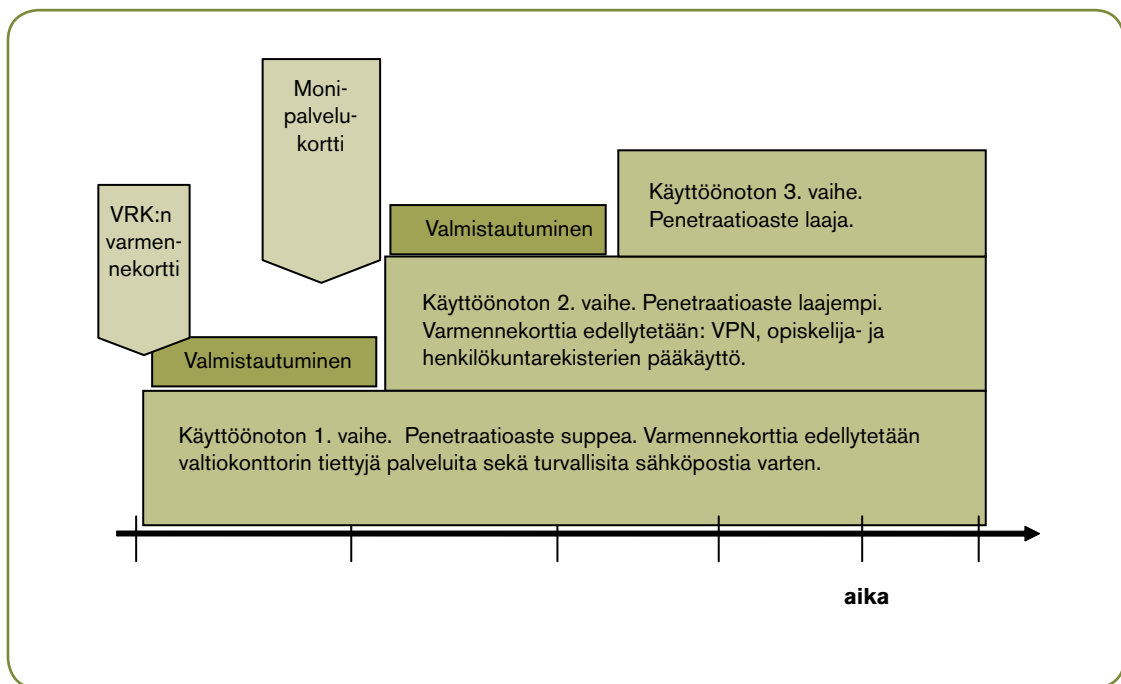 Moni-
palvelu-
kortti
VRK:n
varmen-
nekortti
Käyttöönoton 3. vaihe.
Penetraatioaste laaja.
Valmistautuminen
Käyttöönoton 2. vaihe. Penetraatioaste laajempi.
Varmennekorttia edellytetään: VPN, opiskelija- ja
henkilökuntarekisterien pääkäyttö.
Valmistautuminen
Käyttöönoton 1. vaihe. Penetraatioaste suppea. Varmennekorttia edellytetään
valtiokonttorin tiettyjä palveluita sekä turvallisita sähköpostia varten.
aika